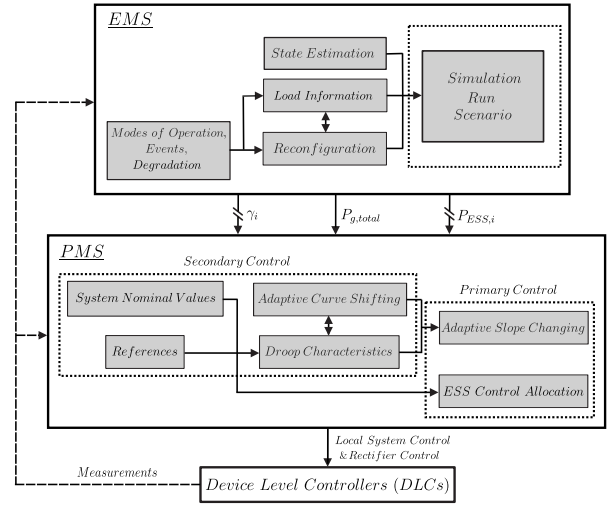 EMS
State Estimation
Load Information
Reconfiguration
Modes of Operation,
Events,
Degradation
Simulation
Run
Scenario
γi
Pg,total
PESS,i
PMS
Secondary Control
System Nominal Values
Adaptive Curve Shifting
References
Droop Characteristics
Primary Control
Adaptive Slope Changing
ESS Control Allocation
Local System Control
& Rectifier Control
Measurements
Device Level Controllers (DLCs)